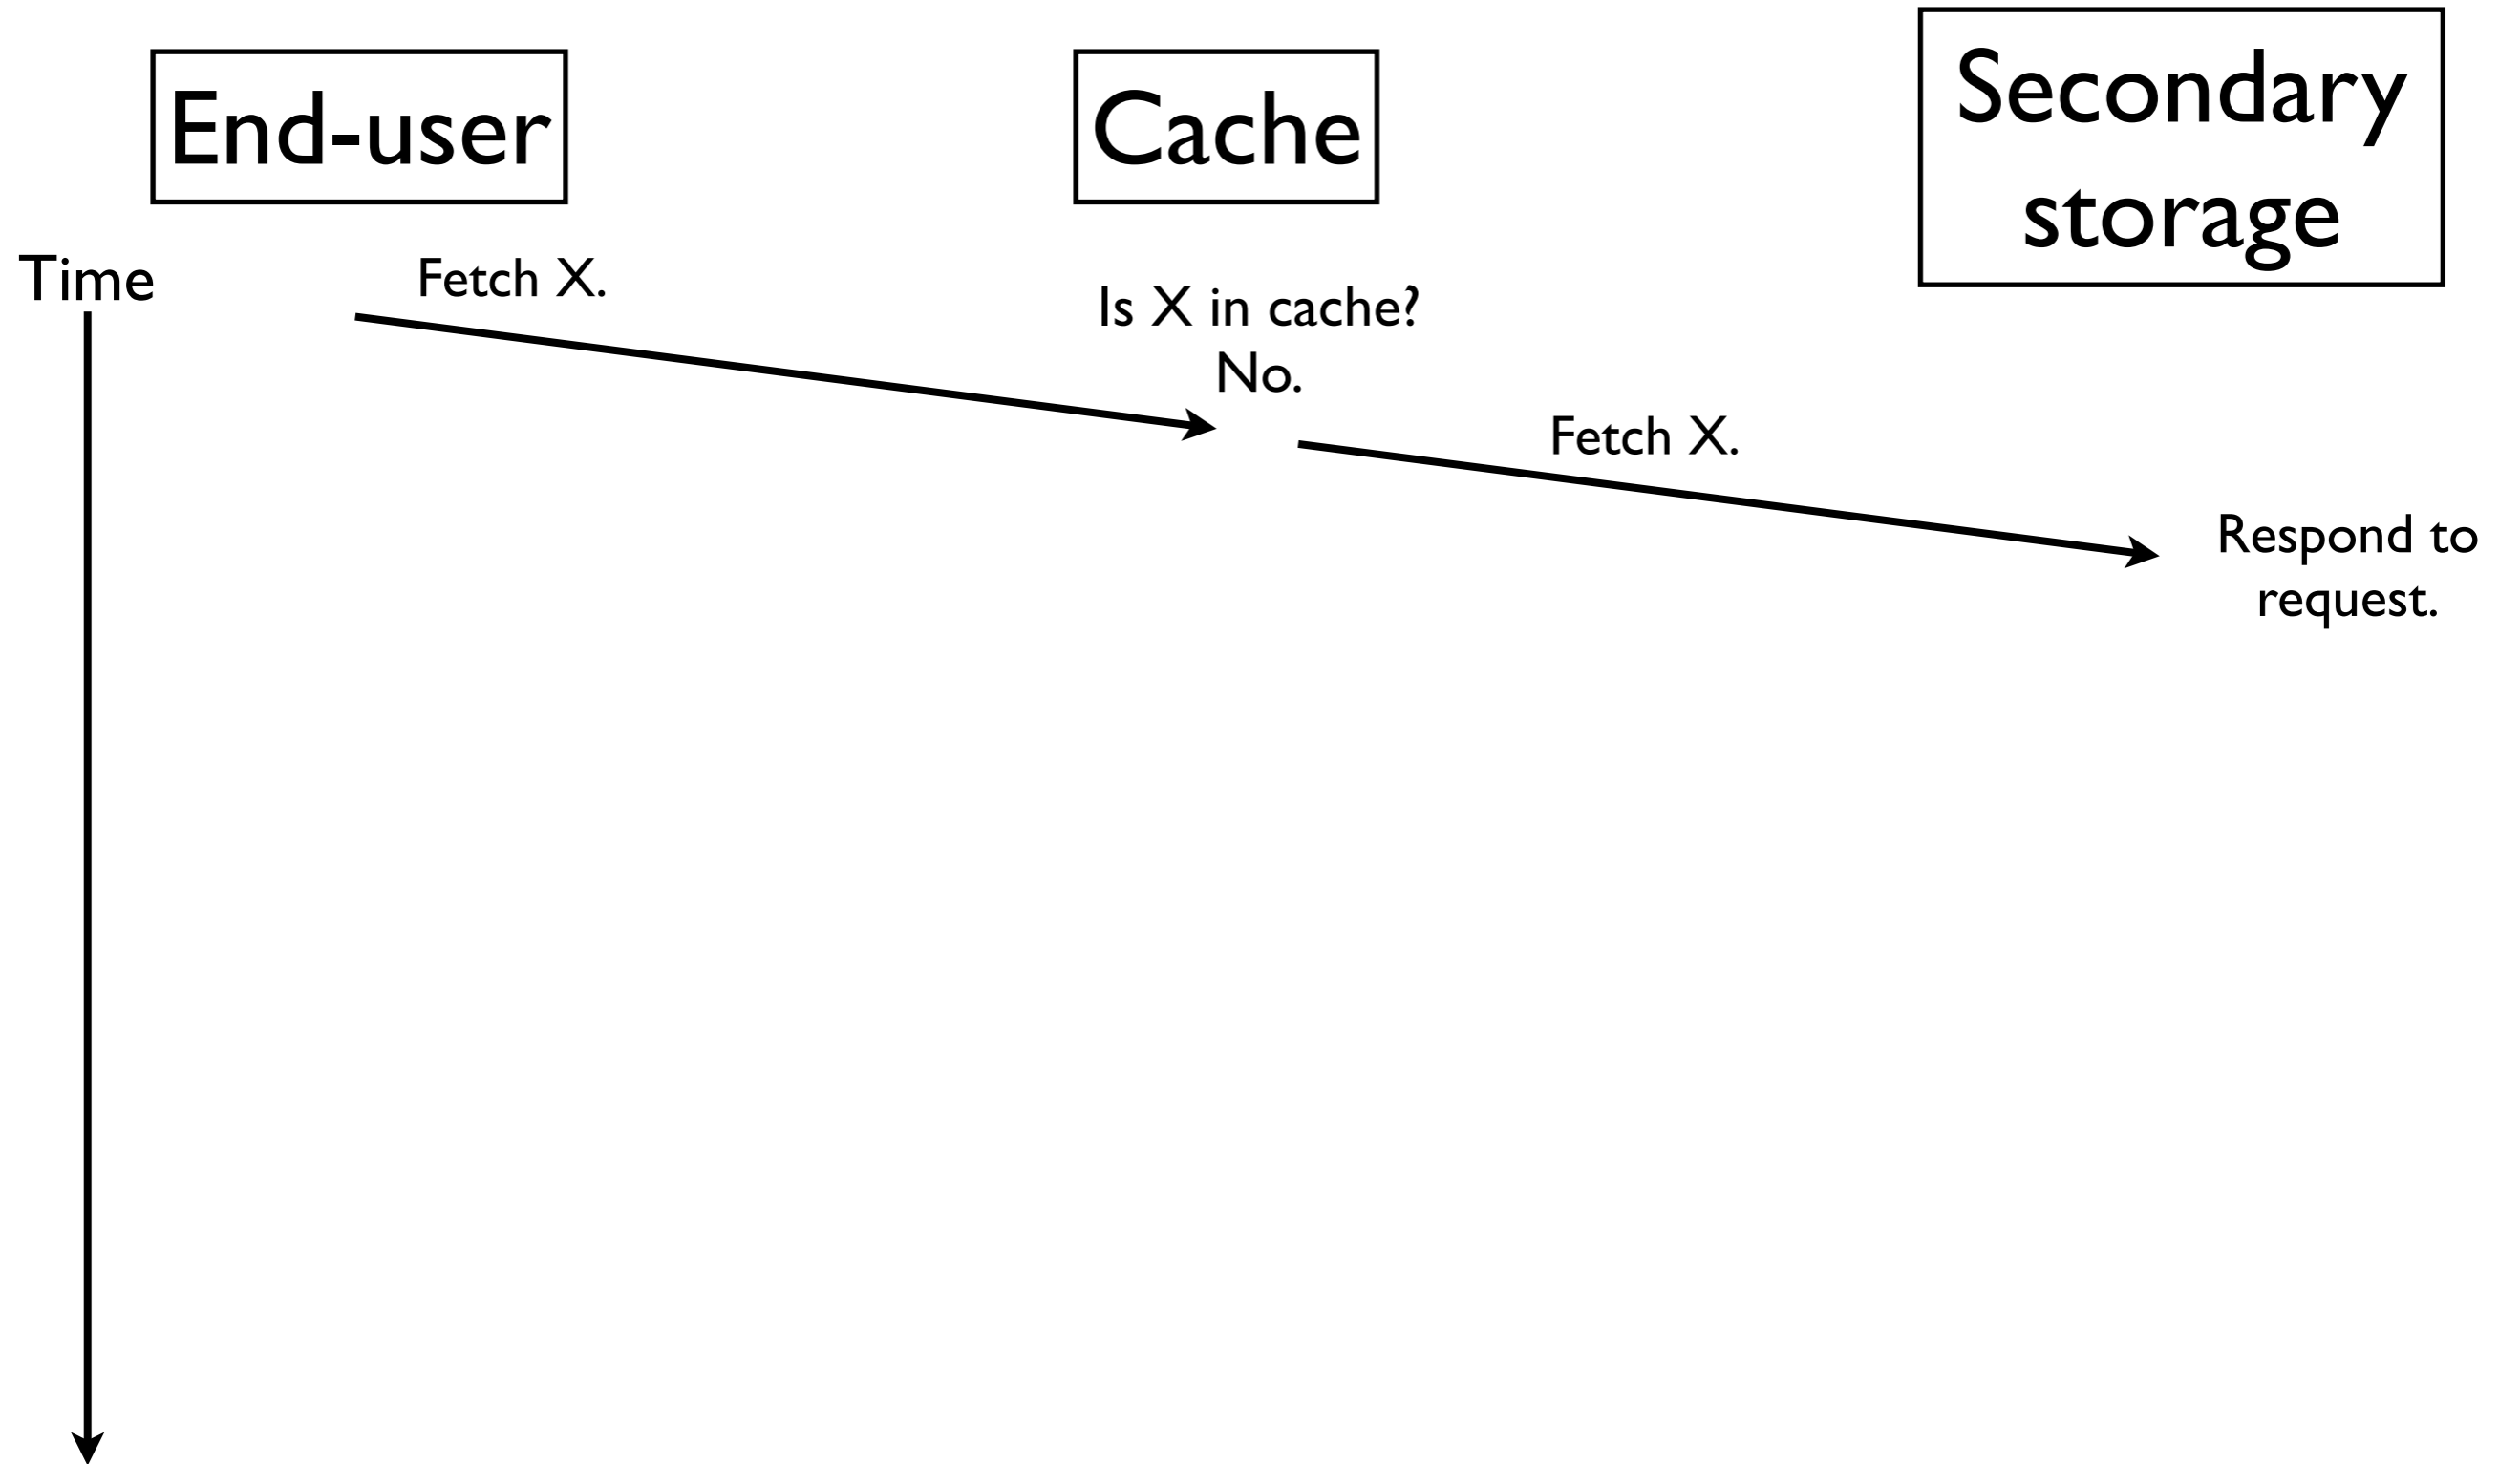 End-user
Cache
Secondary
storage
Time
Fetch X.
Is X in cache?
No.
Fetch X.
Respond to
request.